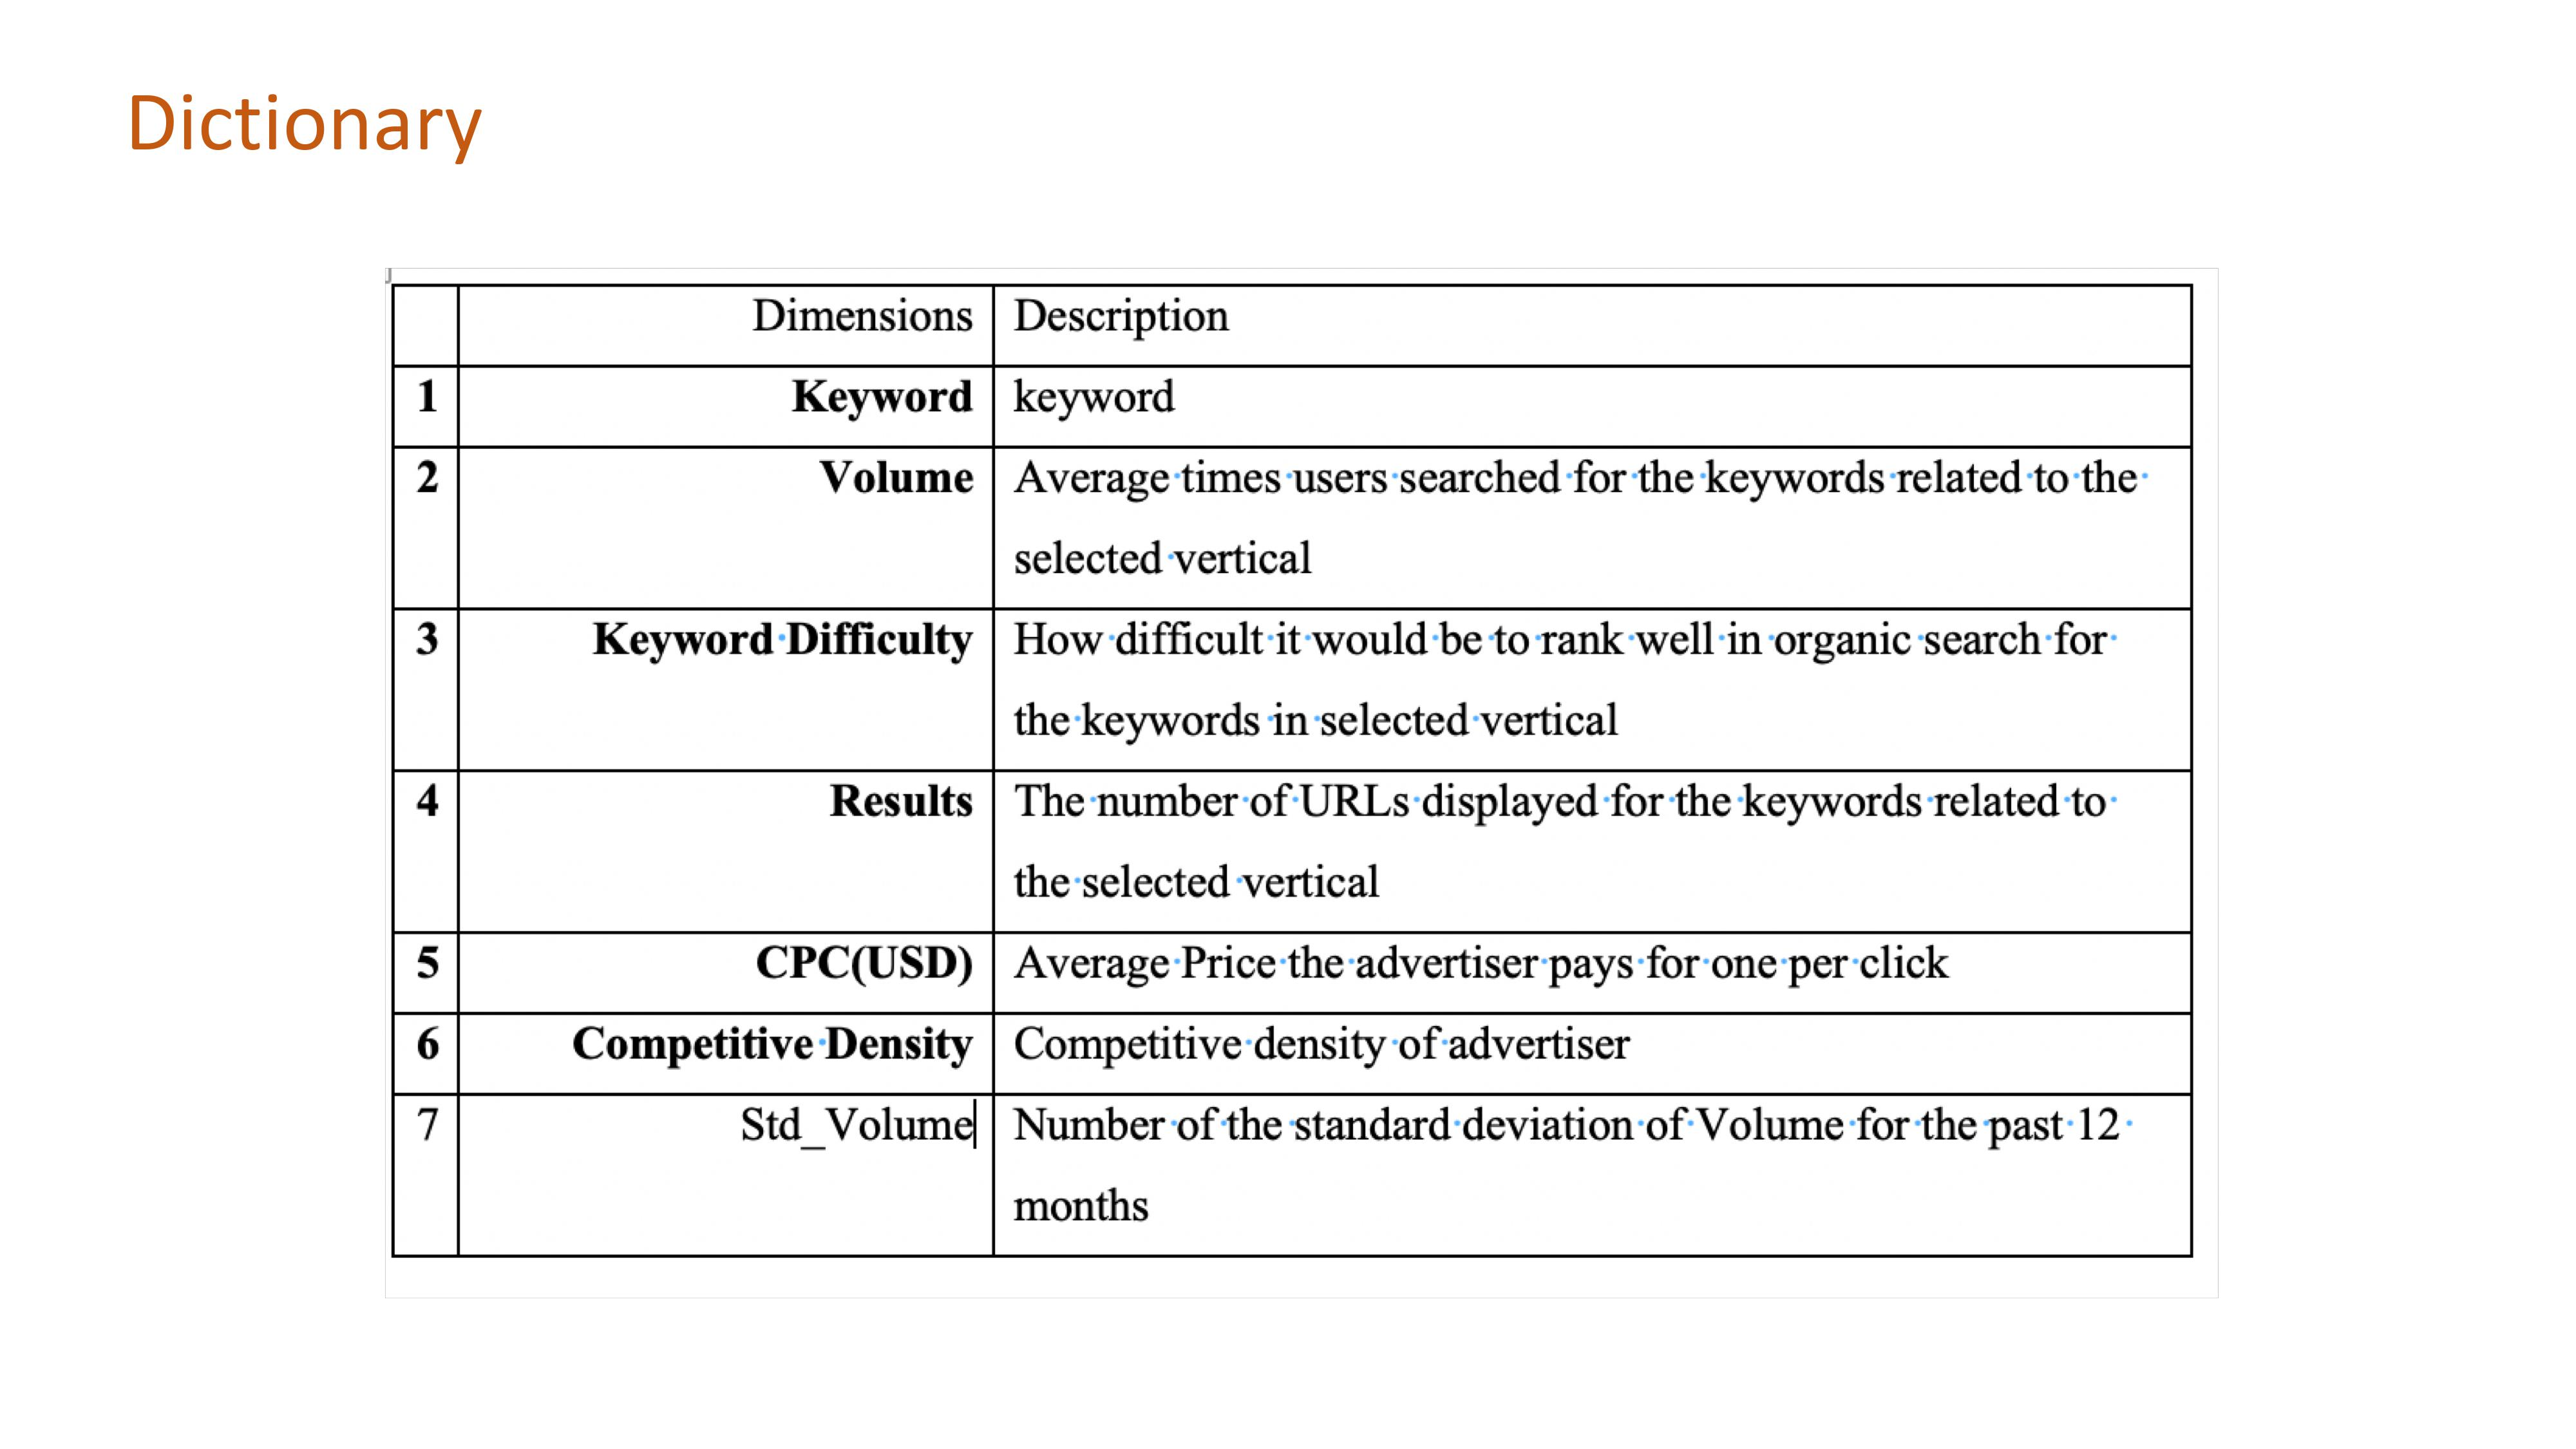 Dictionary
Dimensions Description
1 Keyword keyword
2 Volume Average times users searched for the keywords related to the
selected vertical
3 Keyword Difficulty How difficult it would be to rank well in organic search for
the keywords in selected vertical
4 Results The number of URLs displayed for the keywords related to
the selected vertical
5 CPC(USD) Average Price the advertiser pays for one per click
6 Competitive Density Competitive density of advertiser
7 Std_Volume Number of the standard deviation of Volume for the past 12
months